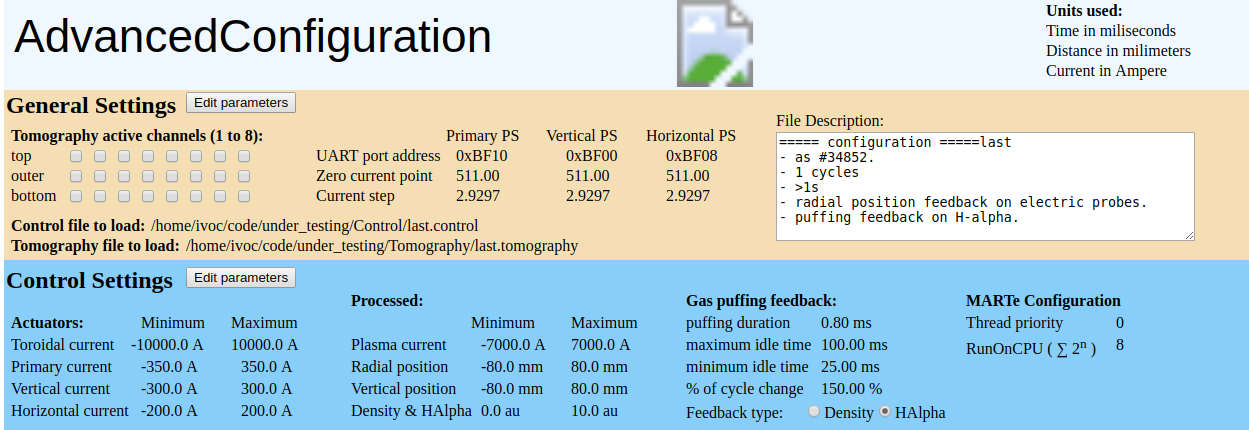 AdvancedConfiguration
Units used:
Time in miliseconds
Distance in milimeters
Current in Ampere
General Settings Edit parameters
Tomography active channels (1 to 8):
top
outer
bottom
Primary PS Vertical PS Horizontal PS
UART port address 0xBF10 0xBF00 0xBF08
Zero current point 511.00 511.00 511.00
Current step 2.9297 2.9297 2.9297
File Description:
===== configuration =====last
- as #34852.
- 1 cycles
- >1s
- radial position feedback on electric probes.
- puffing feedback on H-alpha.
Control file to load: /home/ivoc/code/under_testing/Control/last.control
Tomography file to load: /home/ivoc/code/under_testing/Tomography/last.tomography
Control Settings Edit parameters
Actuators: Minimum Maximum
Toroidal current -10000.0 A 10000.0 A
Primary current -350.0 A 350.0 A
Vertical current -300.0 A 300.0 A
Horizontal current -200.0 A 200.0 A
Processed:
Minimum Maximum
Plasma current -7000.0 A 7000.0 A
Radial position -80.0 mm 80.0 mm
Vertical position -80.0 mm 80.0 mm
Density & HAlpha 0.0 au 10.0 au
Gas puffing feedback:
puffing duration 0.80 ms
maximum idle time 100.00 ms
minimum idle time 25.00 ms
% of cycle change 150.00 %
Feedback type: Density HAlpha
MARTe Configuration
Thread priority 0
RunOnCPU ( ∑ 2ⁿ ) 8